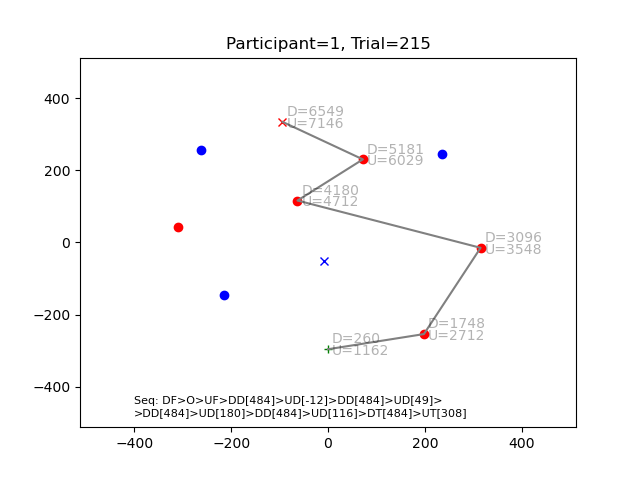 Participant=1, Trial=215
D=6549
U=7146
D=5181
U=6029
D=4180
U=4712
D=3096
U=3548
D=1748
U=2712
D=260
U=1162
Seq: DF>O>UF>DD[484]>UD[-12]>DD[484]>UD[49]>
>DD[484]>UD[180]>DD[484]>UD[116]>DT[484]>UT[308]
400
200
0
−200
−400
−400
−200
0
200
400